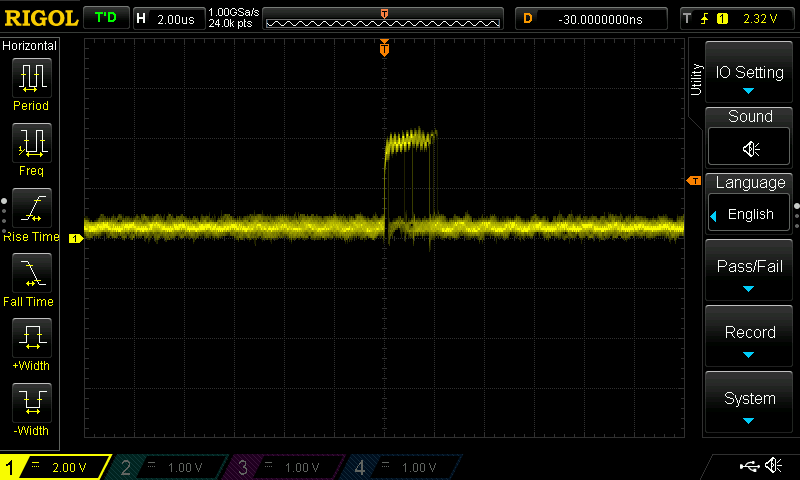 RIGOL T'D H 2.00us 1.00GSa/s 24.0k pts T D -30.0000000ns T 1 2.32 V
Horizontal
Period
Freq
Rise Time
Fall Time
+Width
-Width
T
T
1
Utility
IO Setting
Sound
Language
English
Pass/Fail
Record
System
1 2.00 V 2 1.00 V 3 1.00 V 4 1.00 V